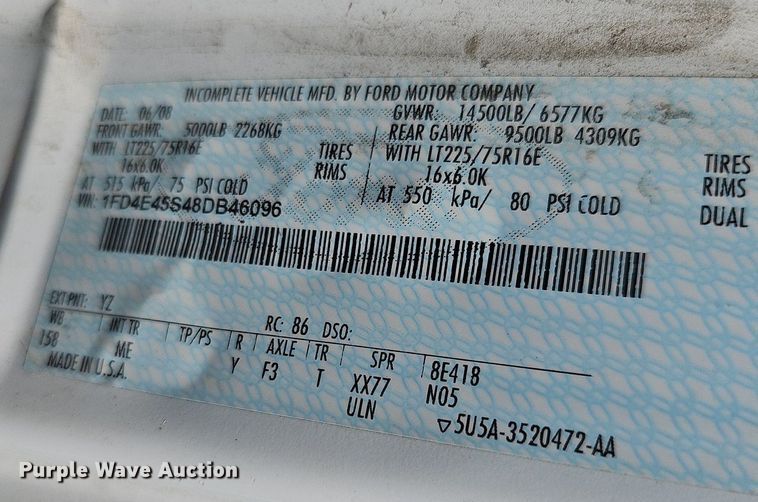 INCOMPLETE VEHICLE MFD. BY FORD MOTOR COMPANY
DATE: 06/08 GVWR: 14500LB/ 6577KG
FRONT GAWR: 5000LB 2268KG REAR GAWR: 9500LB 4309KG
WITH LT225/75R16E TIRES WITH LT225/75R16E TIRES
16x6.0K RIMS 16x6.0K RIMS
AT 515 kPa/ 75 PSI COLD AT 550 kPa/ 80 PSI COLD DUAL
VIN: 1FD4E45S48DB46096
EXT PNT: YZ RC: 86 DSO:
WB INT TR TP/PS R AXLE TR SPR 8E418
158 ME Y F3 T XX77 N05
MADE IN U.S.A. ULN ▽5U5A-3520472-AA
Purple Wave Auction